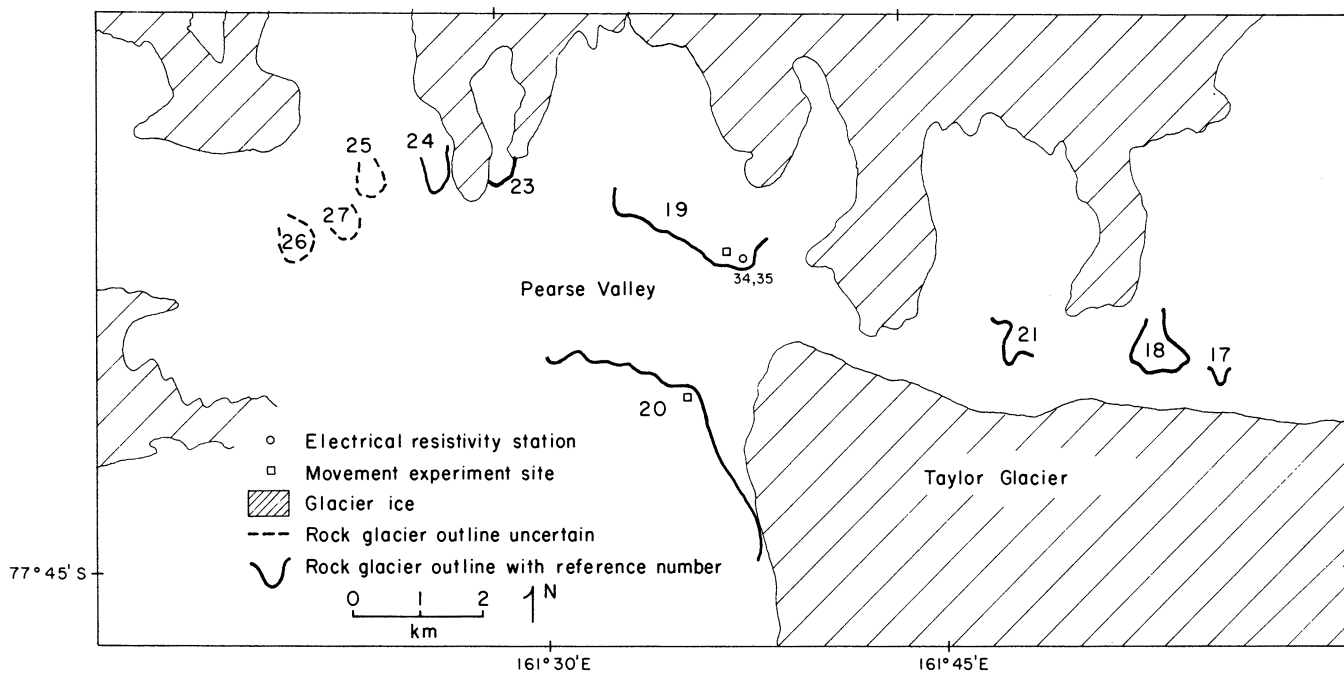 25
24
23
27
26
19
34,35
Pearse Valley
21
18
17
20
Taylor Glacier
Electrical resistivity station
Movement experiment site
Glacier ice
Rock glacier outline uncertain
Rock glacier outline with reference number
77°45'S
0 1 2
km
N
161°30'E
161°45'E